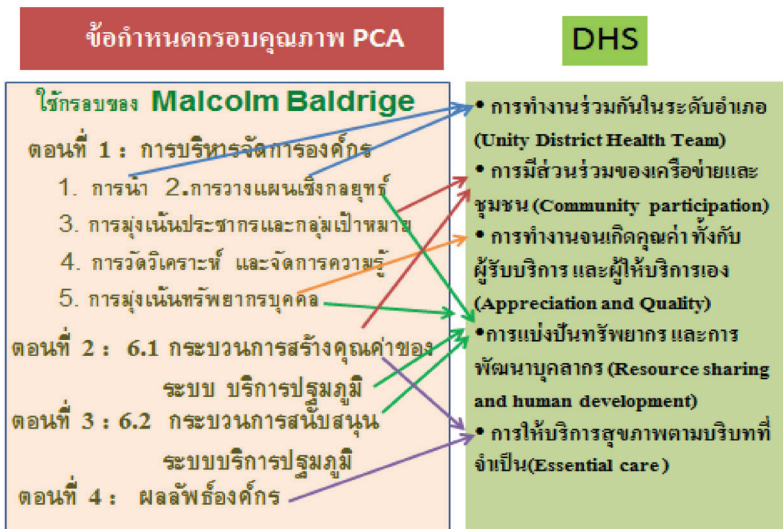 ข้อกำหนดกรอบคุณภาพ PCA
DHS
ใช้กรอบของ Malcolm Baldrige
ตอนที่ 1 : การบริหารจัดการองค์กร
1. การนำ 2.การวางแผนเชิงกลยุทธ์
3. การมุ่งเน้นประชากรและกลุ่มเป้าหมาย
4. การวัดวิเคราะห์ และจัดการความรู้
5. การมุ่งเน้นทรัพยากรบุคคล
ตอนที่ 2 : 6.1 กระบวนการสร้างคุณค่าของ
ระบบ บริการปฐมภูมิ
ตอนที่ 3 : 6.2 กระบวนการสนับสนุน
ระบบบริการปฐมภูมิ
ตอนที่ 4 : ผลลัพธ์องค์กร
• การทำงานร่วมกันในระดับอำเภอ
(Unity District Health Team)
• การมีส่วนร่วมของเครือข่ายและ
ชุมชน (Community participation)
• การทำงานจนเกิดคุณค่า ทั้งกับ
ผู้รับบริการ และผู้ให้บริการเอง
(Appreciation and Quality)
•การแบ่งปันทรัพยากร และการ
พัฒนาบุคลากร (Resource sharing
and human development)
• การให้บริการสุขภาพตามบริบทที่
จำเป็น(Essential care )